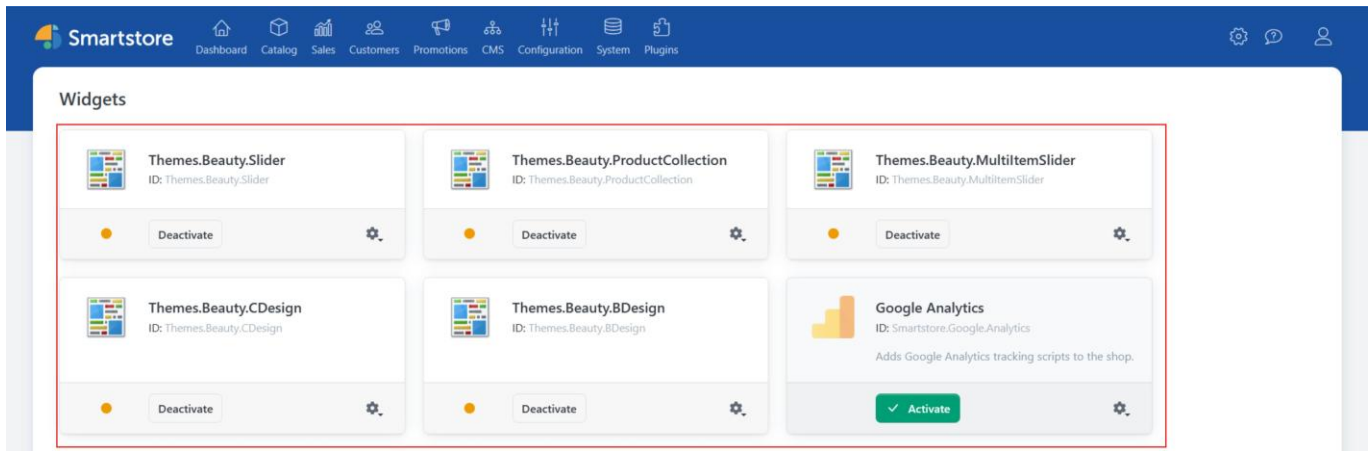 Smartstore
Dashboard Catalog Sales Customers Promotions CMS Configuration System Plugins
Widgets
Themes.Beauty.Slider
ID: Themes.Beauty.Slider
Deactivate
Themes.Beauty.ProductCollection
ID: Themes.Beauty.ProductCollection
Deactivate
Themes.Beauty.MultiItemSlider
ID: Themes.Beauty.MultiItemSlider
Deactivate
Themes.Beauty.CDesign
ID: Themes.Beauty.CDesign
Deactivate
Themes.Beauty.BDesign
ID: Themes.Beauty.BDesign
Deactivate
Google Analytics
ID: Smartstore.Google.Analytics
Adds Google Analytics tracking scripts to the shop.
Activate